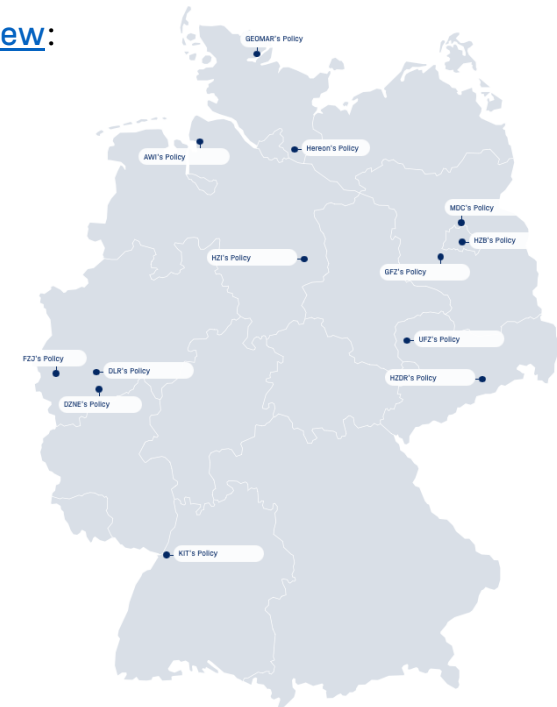 ew:
GEOMAR's Policy
AWI's Policy
Hereon's Policy
MDC's Policy
HZB's Policy
HZI's Policy
GFZ's Policy
UFZ's Policy
FZJ's Policy
DLR's Policy
HZDR's Policy
DZNE's Policy
KIT's Policy